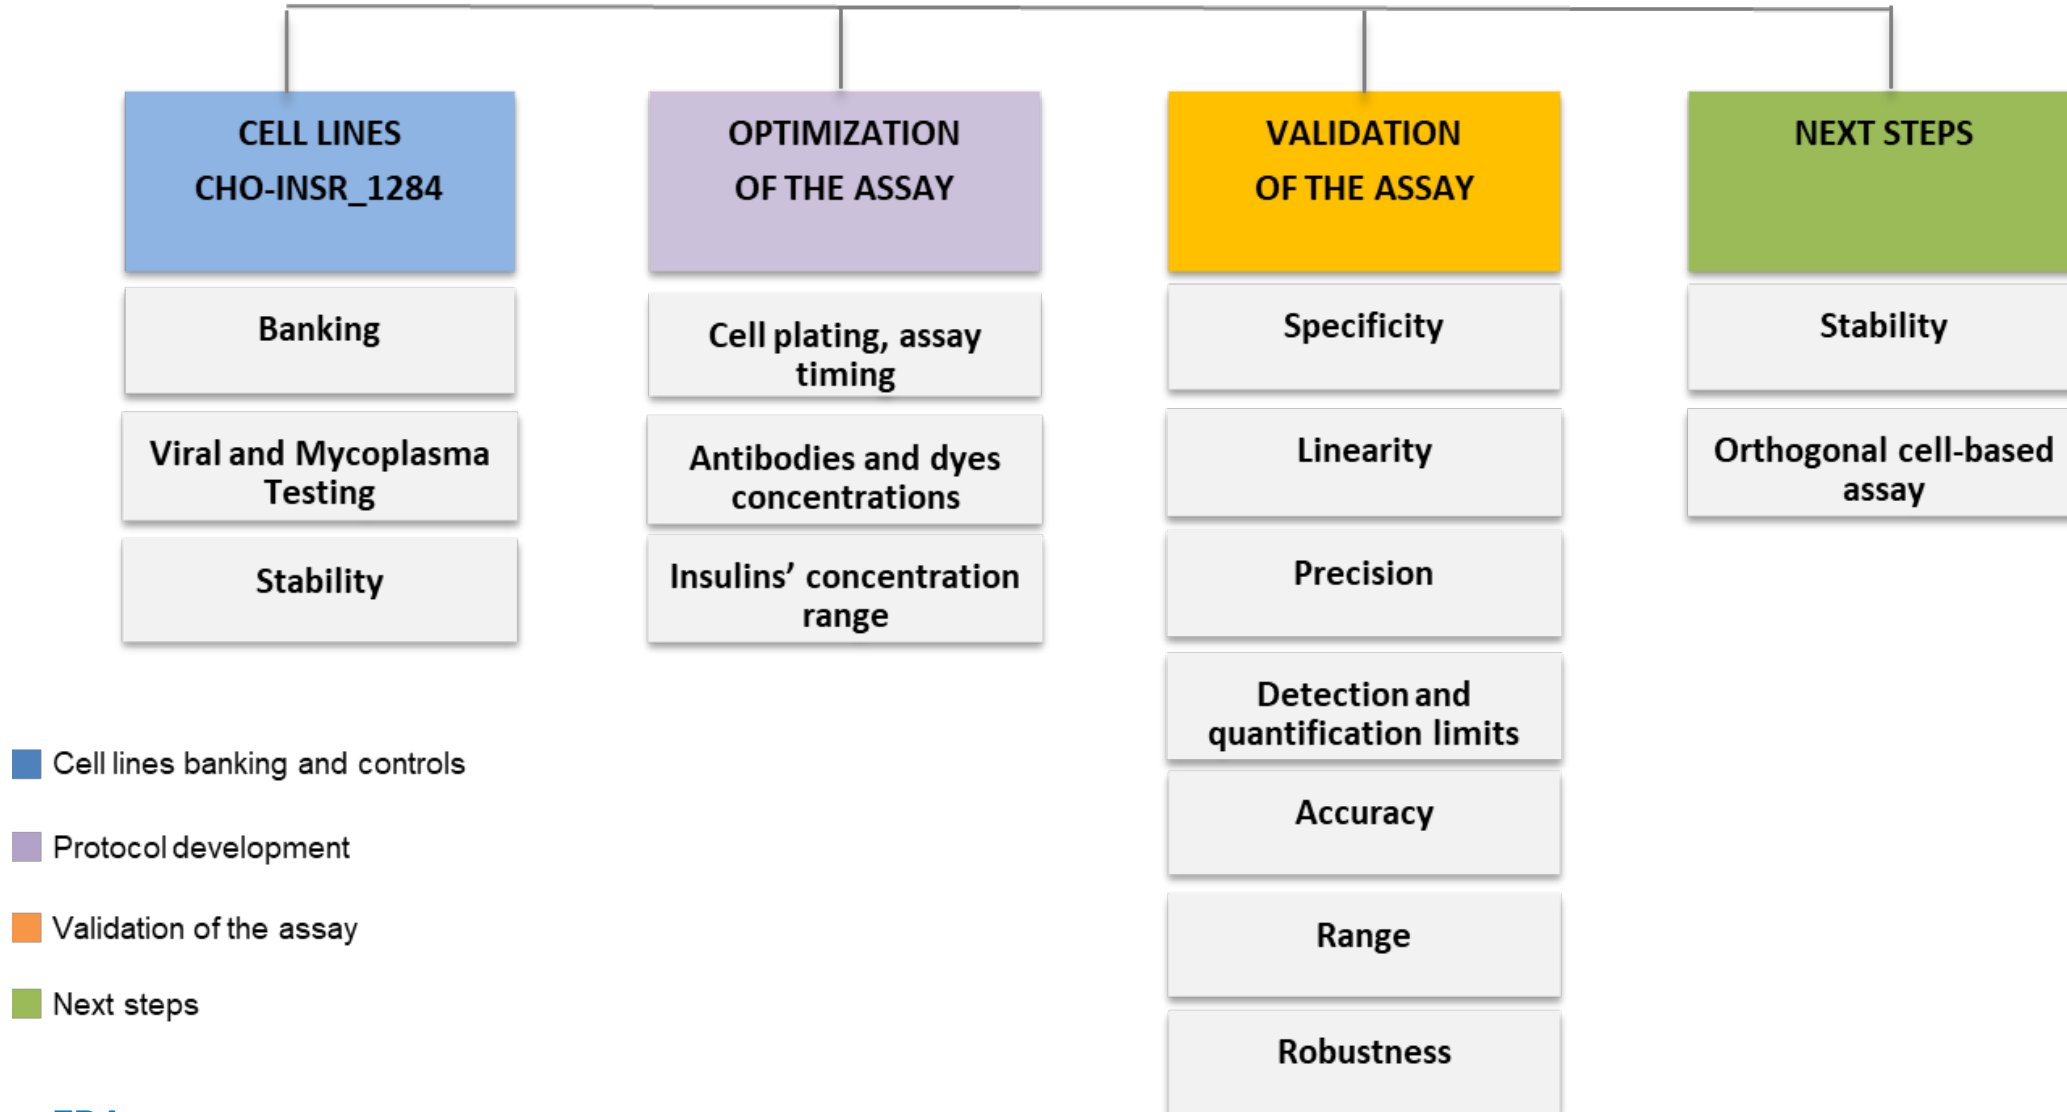 CELL LINES
CHO-INSR_1284
Banking
Viral and Mycoplasma
Testing
Stability
OPTIMIZATION
OF THE ASSAY
Cell plating, assay
timing
Antibodies and dyes
concentrations
Insulins’ concentration
range
VALIDATION
OF THE ASSAY
Specificity
Linearity
Precision
Detection and
quantification limits
Accuracy
Range
Robustness
NEXT STEPS
Stability
Orthogonal cell-based
assay
Cell lines banking and controls
Protocol development
Validation of the assay
Next steps